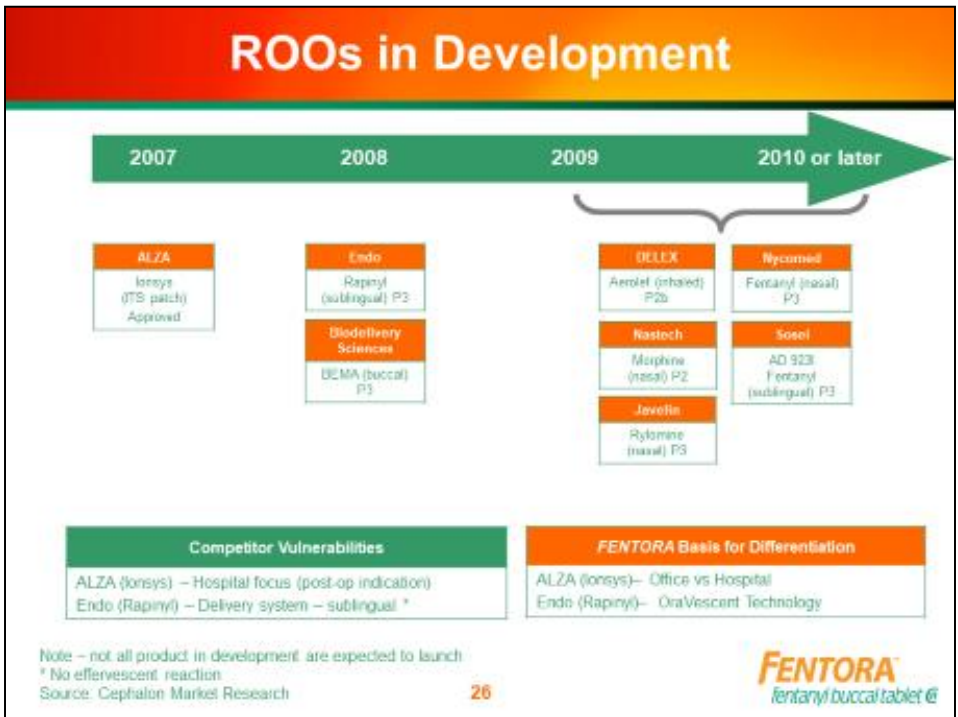 ROOs in Development
2007 2008 2009 2010 or later
ALZA
Ionsys
(ITS patch)
Approved
Endo
Rapinyl
(sublingual) P3
Biodelivery
Sciences
BEMA (buccal)
P3
DELEX
Aerolef (inhaled)
P2b
Nastech
Morphine
(nasal) P2
Javelin
Rylomine
(nasal) P3
Nycomed
Fentanyl (nasal)
P3
Sosei
AD 923I
Fentanyl
(sublingual) P3
Competitor Vulnerabilities
ALZA (Ionsys) – Hospital focus (post-op indication)
Endo (Rapinyl) – Delivery system – sublingual *
FENTORA Basis for Differentiation
ALZA (Ionsys)– Office vs Hospital
Endo (Rapinyl)– OraVescent Technology
Note – not all product in development are expected to launch
* No effervescent reaction
Source: Cephalon Market Research
26
FENTORA
fentanyl buccal tablet